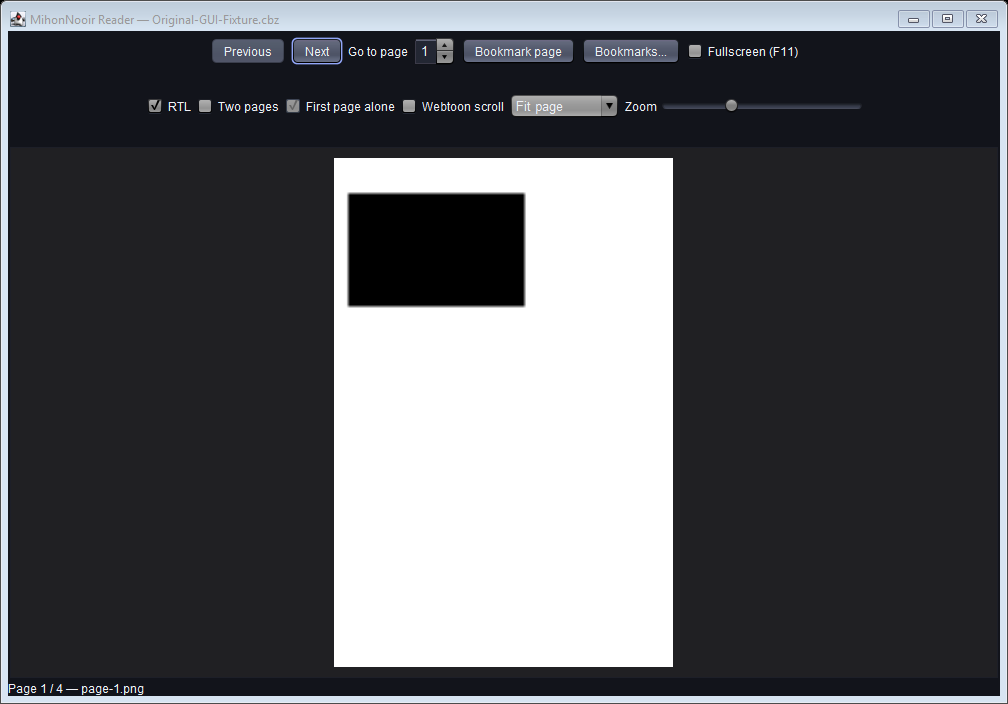 MihonNooir Reader — Original-GUI-Fixture.cbz
Previous Next Go to page 1 Bookmark page Bookmarks... Fullscreen (F11)
RTL Two pages First page alone Webtoon scroll Fit page Zoom
Page 1 / 4 — page-1.png